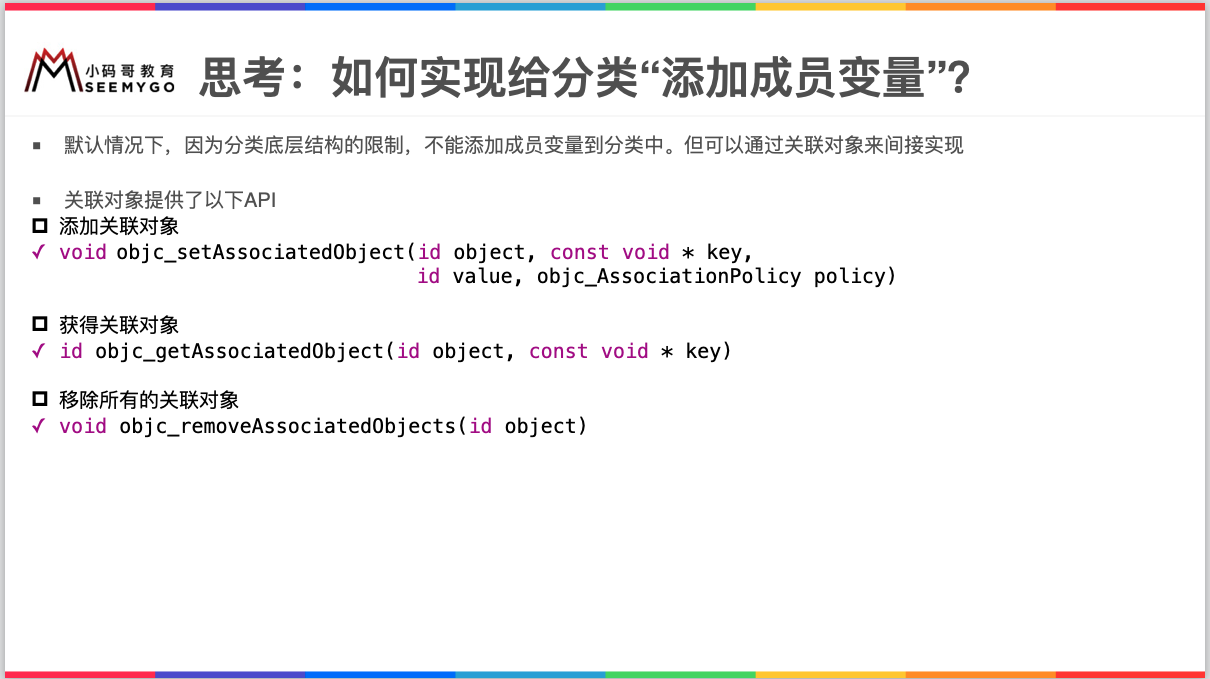 小码哥教育
SEEMYGO
思考：如何实现给分类“添加成员变量”？
▪ 默认情况下，因为分类底层结构的限制，不能添加成员变量到分类中。但可以通过关联对象来间接实现
▪ 关联对象提供了以下API
添加关联对象
✓ void objc_setAssociatedObject(id object, const void * key,
id value, objc_AssociationPolicy policy)
获得关联对象
✓ id objc_getAssociatedObject(id object, const void * key)
移除所有的关联对象
✓ void objc_removeAssociatedObjects(id object)